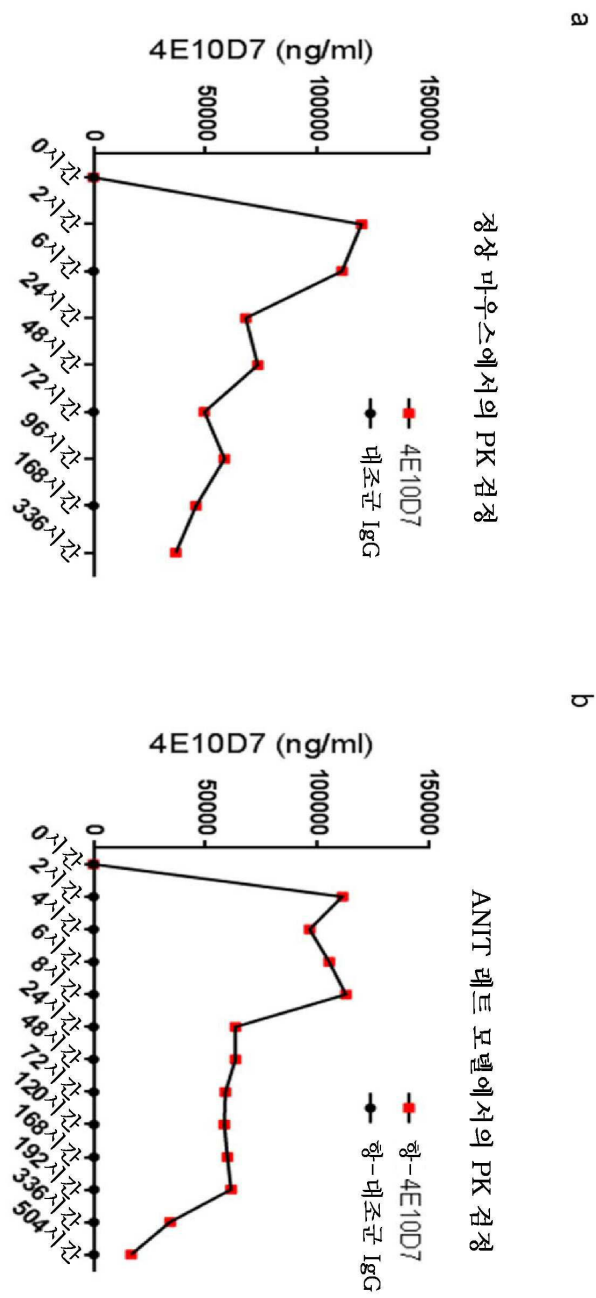 a
정상 마우스에서의 PK 검정
4E10D7 (ng/ml)
150000
100000
50000
0
4E10D7
대조군 IgG
0시간
2시간
6시간
24시간
48시간
72시간
96시간
168시간
336시간
b
ANIT 래트 모델에서의 PK 검정
4E10D7 (ng/ml)
150000
100000
50000
0
항-4E10D7
항-대조군 IgG
0시간
2시간
4시간
6시간
8시간
24시간
48시간
72시간
120시간
168시간
192시간
336시간
504시간